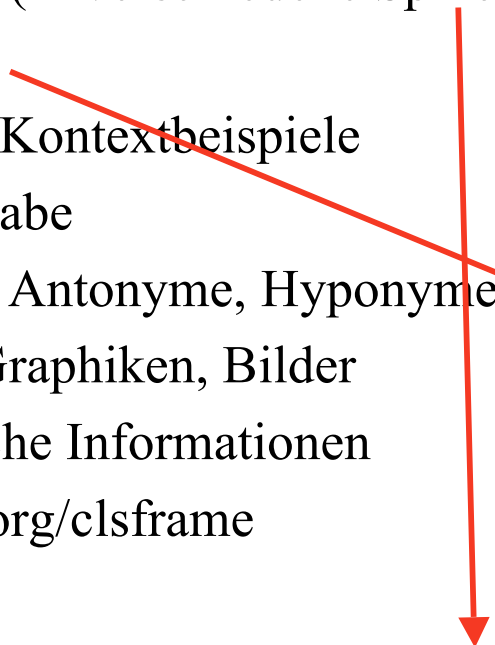 Kontextbeispiele
abe
Antonyme, Hyponyme
Graphiken, Bilder
he Informationen
org/clsframe